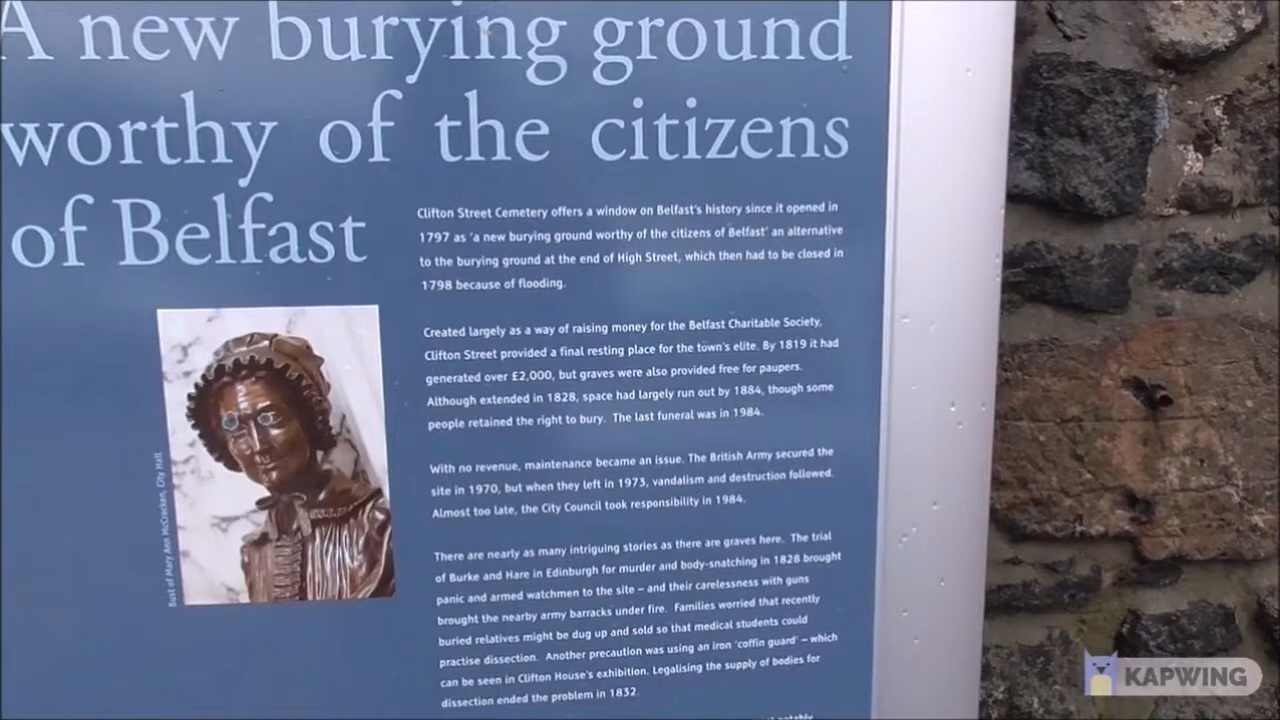 A new burying ground
worthy of the citizens
of Belfast
Clifton Street Cemetery offers a window on Belfast's history since it opened in
1797 as 'a new burying ground worthy of the citizens of Belfast' an alternative
to the burying ground at the end of High Street, which then had to be closed in
1798 because of flooding.
Created largely as a way of raising money for the Belfast Charitable Society,
Clifton Street provided a final resting place for the town's elite. By 1819 it had
generated over £2,000, but graves were also provided free for paupers.
Although extended in 1828, space had largely run out by 1884, though some
people retained the right to bury. The last funeral was in 1984.
With no revenue, maintenance became an issue. The British Army secured the
site in 1970, but when they left in 1973, vandalism and destruction followed.
Almost too late, the City Council took responsibility in 1984.
There are nearly as many intriguing stories as there are graves here. The trial
of Burke and Hare in Edinburgh for murder and body-snatching in 1828 brought
panic and armed watchmen to the site – and their carelessness with guns
brought the nearby army barracks under fire. Families worried that recently
buried relatives might be dug up and sold so that medical students could
practise dissection. Another precaution was using an iron 'coffin guard' – which
can be seen in Clifton House's exhibition. Legalising the supply of bodies for
dissection ended the problem in 1832.
notably
Bust of Mary Ann McCracken, City Hall
KAPWING